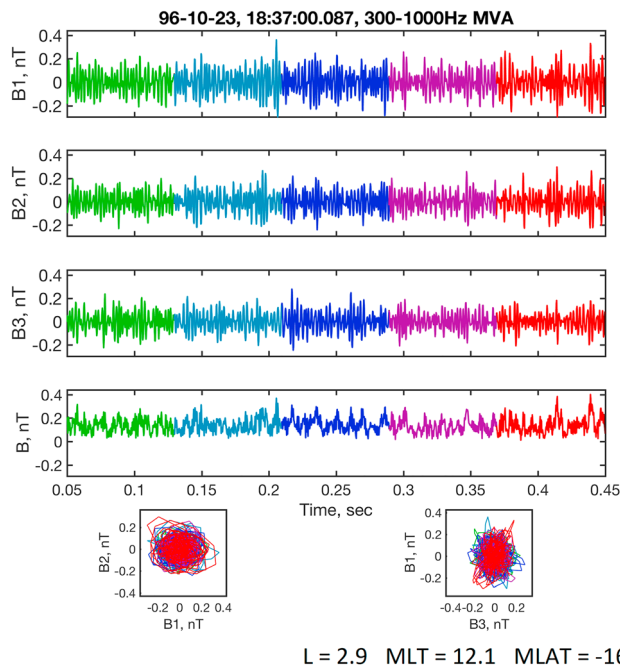 96-10-23, 18:37:00.087, 300-1000Hz MVA
0.4
0.2
0
-0.2
B1, nT
0.4
0.2
0
-0.2
B2, nT
0.4
0.2
0
-0.2
B3, nT
0.4
0.2
0
-0.2
B, nT
0.05 0.1 0.15 0.2 0.25 0.3 0.35 0.4 0.45
Time, sec
0.2
0
-0.2
-0.4
B2, nT
-0.2 0 0.2 0.4
B1, nT
0.4
0.2
0
-0.2
B1, nT
-0.4 -0.2 0 0.2
B3, nT
L = 2.9 MLT = 12.1 MLAT = -16